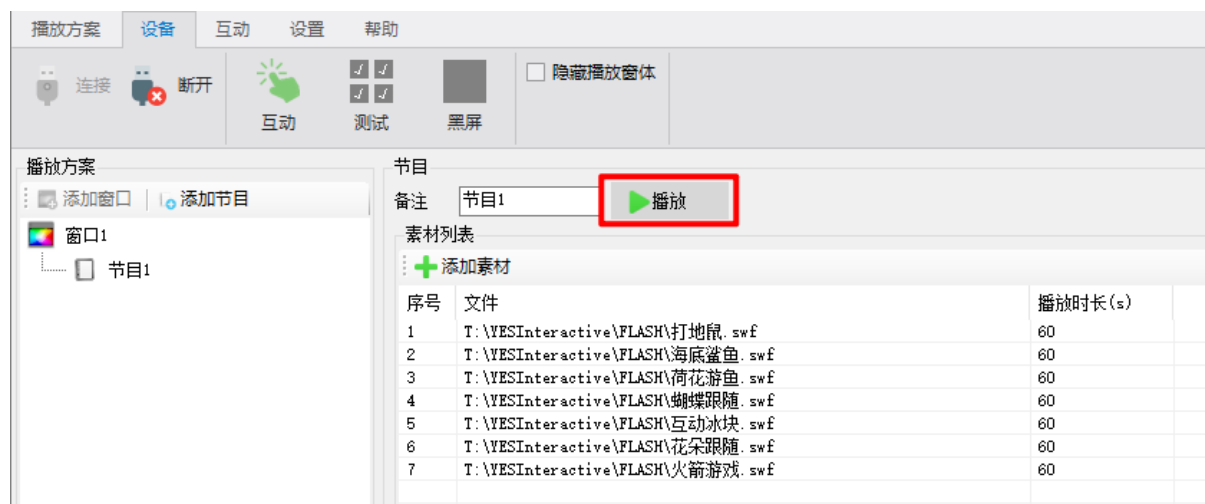 播放方案 设备 互动 设置 帮助
连接 断开 互动 测试 黑屏 隐藏播放窗体
播放方案
添加窗口 添加节目
窗口1
节目1
节目
备注 节目1 播放
素材列表
添加素材
序号 文件 播放时长(s)
1 T:\YESInteractive\FLASH\打地鼠.swf 60
2 T:\YESInteractive\FLASH\海底鲨鱼.swf 60
3 T:\YESInteractive\FLASH\荷花游鱼.swf 60
4 T:\YESInteractive\FLASH\蝴蝶跟随.swf 60
5 T:\YESInteractive\FLASH\互动冰块.swf 60
6 T:\YESInteractive\FLASH\花朵跟随.swf 60
7 T:\YESInteractive\FLASH\火箭游戏.swf 60